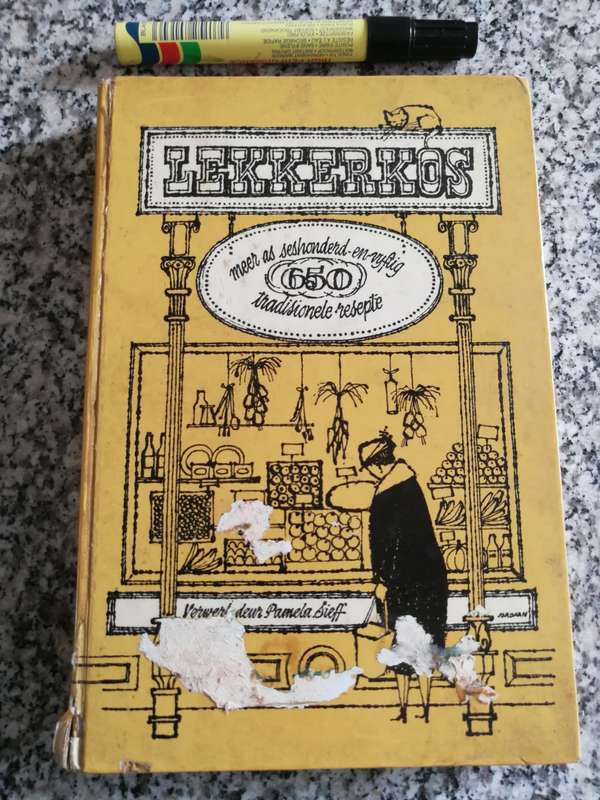 LEKKERKOS
meer as seshonderd-en-vyftig
650
tradisionele resepte
Verwerk deur Pamela Sieff